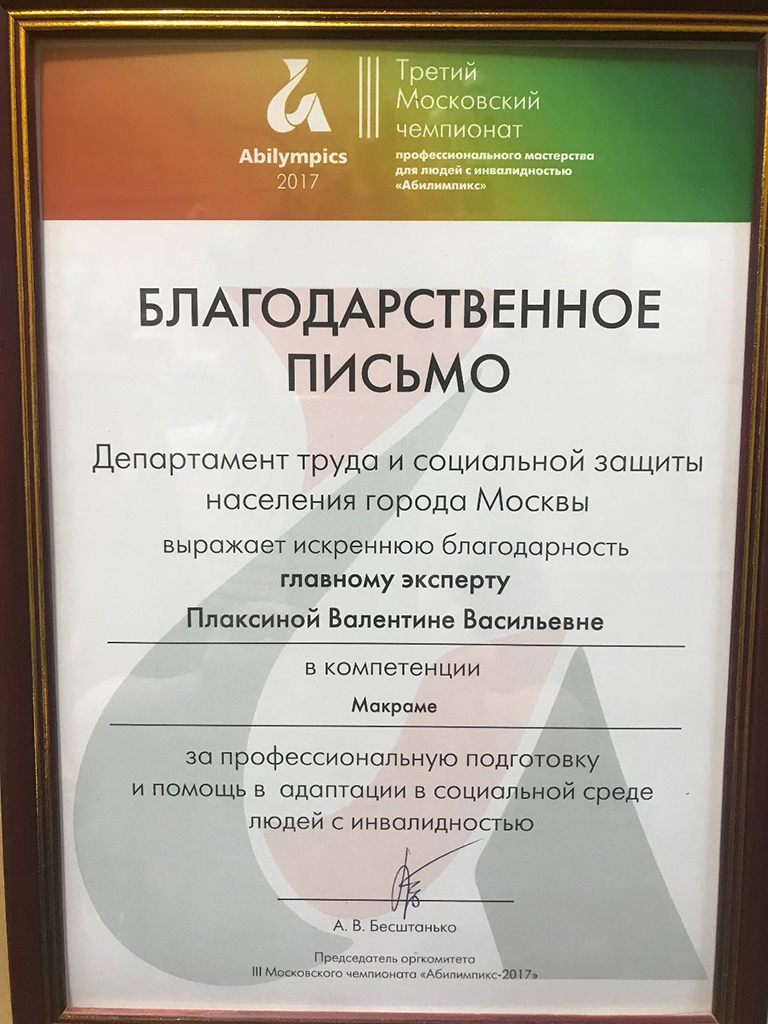 Abilympics
2017
Третий
Московский
чемпионат
профессионального мастерства
для людей с инвалидностью
«Абилимпикс»
БЛАГОДАРСТВЕННОЕ
ПИСЬМО
Департамент труда и социальной защиты
населения города Москвы
выражает искреннюю благодарность
главному эксперту
Плаксиной Валентине Васильевне
в компетенции
Макраме
за профессиональную подготовку
и помощь в адаптации в социальной среде
людей с инвалидностью
А. В. Бесштанько
Председатель оргкомитета
III Московского чемпионата «Абилимпикс-2017»